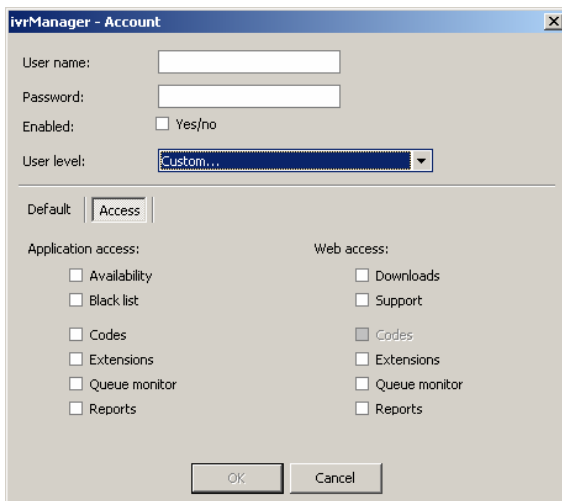 ivrManager - Account
User name:
Password:
Enabled: Yes/no
User level: Custom...
Default Access
Application access: Web access:
Availability Downloads
Black list Support
Codes Codes
Extensions Extensions
Queue monitor Queue monitor
Reports Reports
OK Cancel